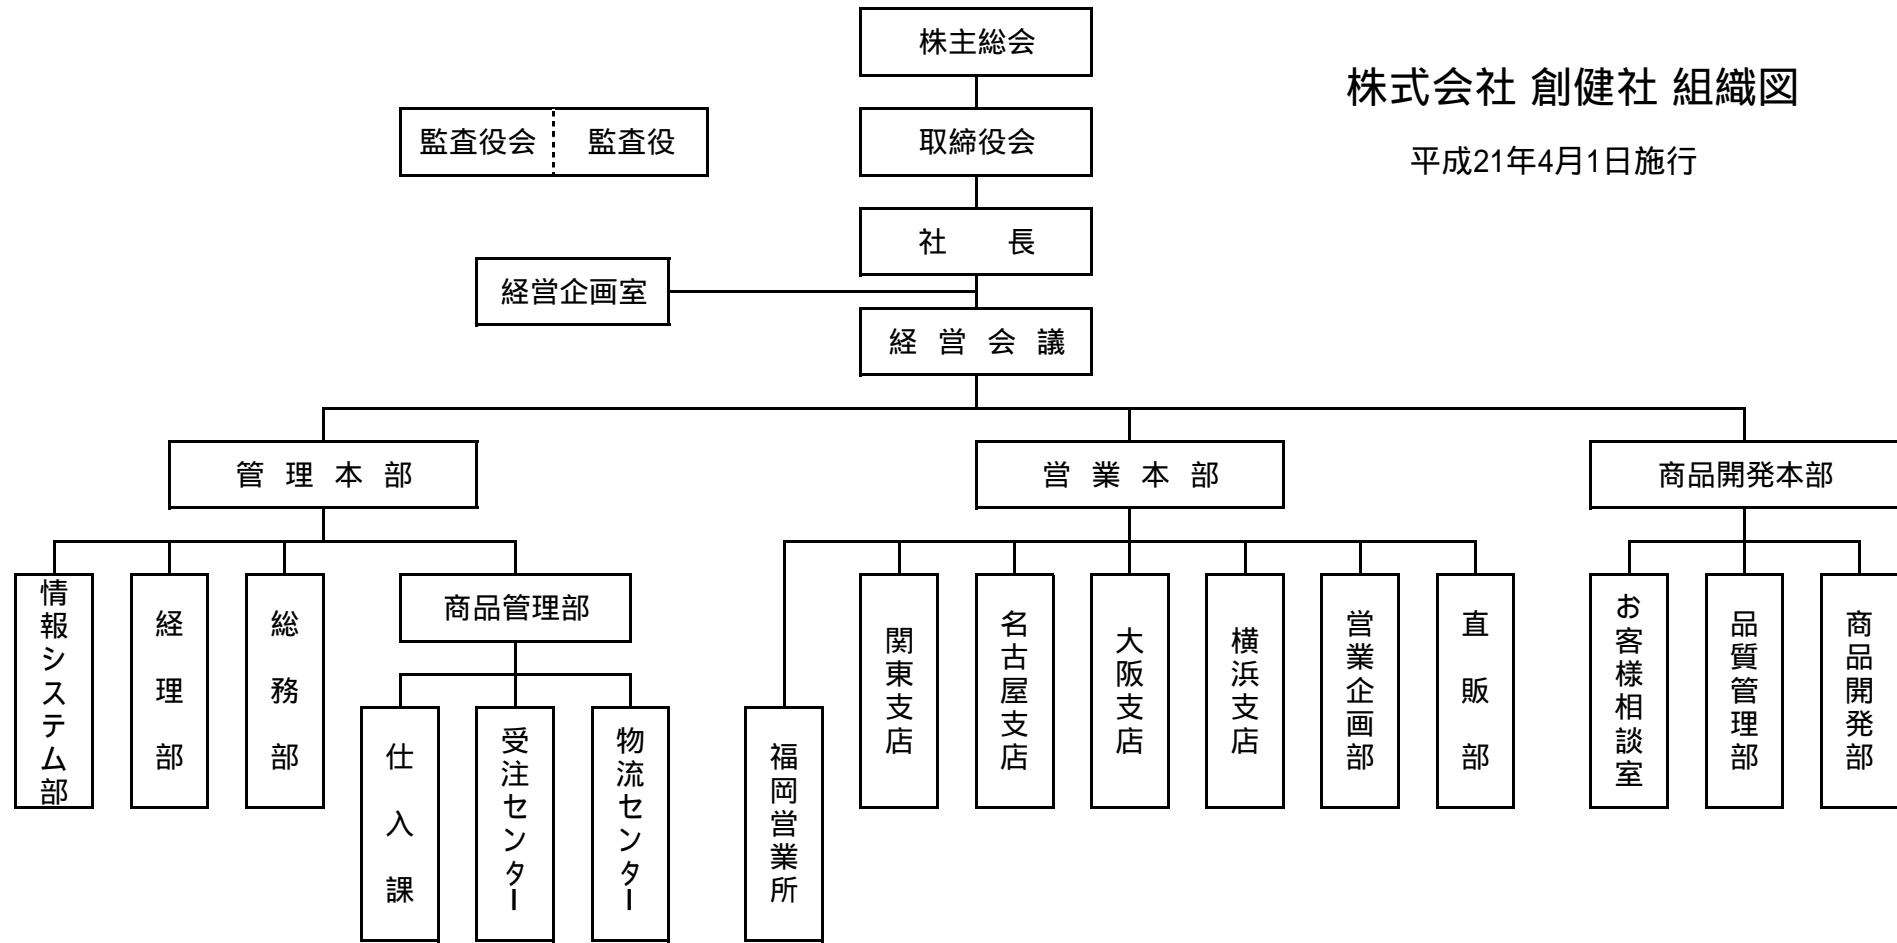 株主総会
株式会社 創健社 組織図
監査役会 監査役
取締役会
平成21年4月1日施行
社 長
経営企画室
経 営 会 議
管 理 本 部
営 業 本 部
商品開発本部
情報システム部
経理部
総務部
商品管理部
仕入課
受注センター
物流センター
福岡営業所
関東支店
名古屋支店
大阪支店
横浜支店
営業企画部
直販部
お客様相談室
品質管理部
商品開発部